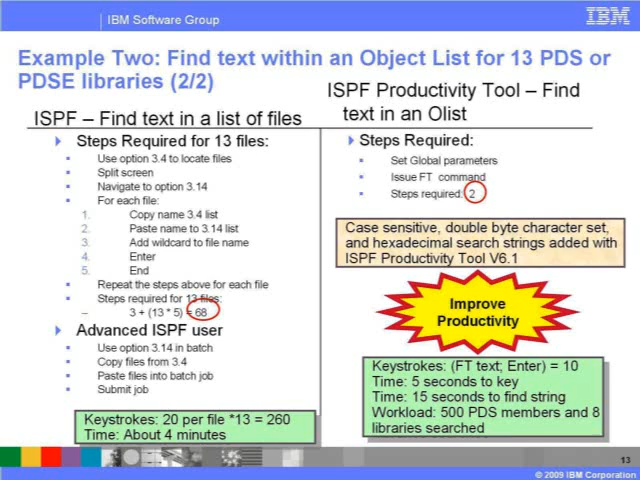 IBM Software Group
IBM
Example Two: Find text within an Object List for 13 PDS or
PDSE libraries (2/2)
ISPF – Find text in a list of files
Steps Required for 13 files:
Use option 3.4 to locate files
Split screen
Navigate to option 3.14
For each file:
1. Copy name 3.4 list
2. Paste name to 3.14 list
3. Add wildcard to file name
4. Enter
5. End
Repeat the steps above for each file
Steps required for 13 files:
– 3 + (13 * 5) = 68
Advanced ISPF user
Use option 3.14 in batch
Copy files from 3.4
Paste files into batch job
Submit job
Keystrokes: 20 per file *13 = 260
Time: About 4 minutes
ISPF Productivity Tool – Find
text in an Olist
Steps Required:
Set Global parameters
Issue FT command
Steps required: 2
Case sensitive, double byte character set,
and hexadecimal search strings added with
ISPF Productivity Tool V6.1
Improve
Productivity
Keystrokes: (FT text; Enter) = 10
Time: 5 seconds to key
Time: 15 seconds to find string
Workload: 500 PDS members and 8
libraries searched
13
© 2009 IBM Corporation